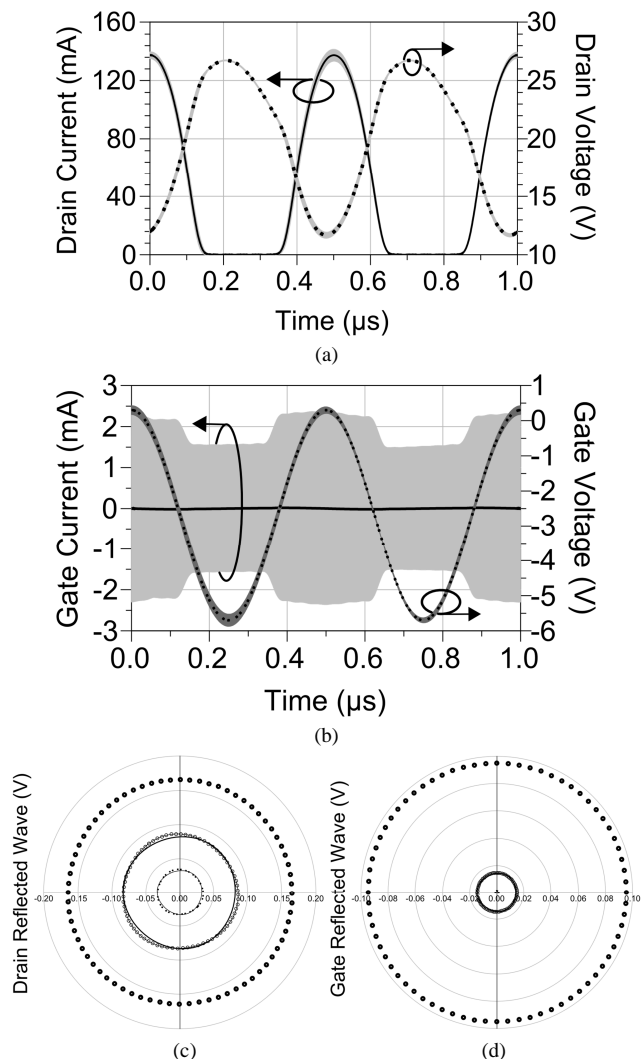 160
120
80
40
0
Drain Current (mA)
30
25
20
15
10
Drain Voltage (V)
0.0 0.2 0.4 0.6 0.8 1.0
Time (µs)
(a)
3
2
1
0
-1
-2
-3
Gate Current (mA)
1
0
-1
-2
-3
-4
-5
-6
Gate Voltage (V)
0.0 0.2 0.4 0.6 0.8 1.0
Time (µs)
(b)
Drain Reflected Wave (V)
-0.20 -0.15 -0.10 -0.05 0.00 0.05 0.10 0.15 0.20
(c)
Gate Reflected Wave (V)
-0.10 -0.08 -0.06 -0.04 -0.02 0.00 0.02 0.04 0.06 0.08 0.10
(d)